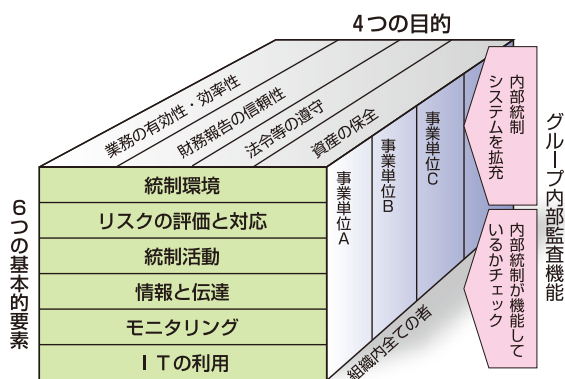 4つの目的
業務の有効性・効率性
財務報告の信頼性
法令等の遵守
資産の保全
6つの基本的要素
統制環境
リスクの評価と対応
統制活動
情報と伝達
モニタリング
ITの利用
事業単位A
事業単位B
事業単位C
組織内全ての者
内部統制
システムを拡充
内部統制が機能して
いるかチェック
グループ内部監査機能